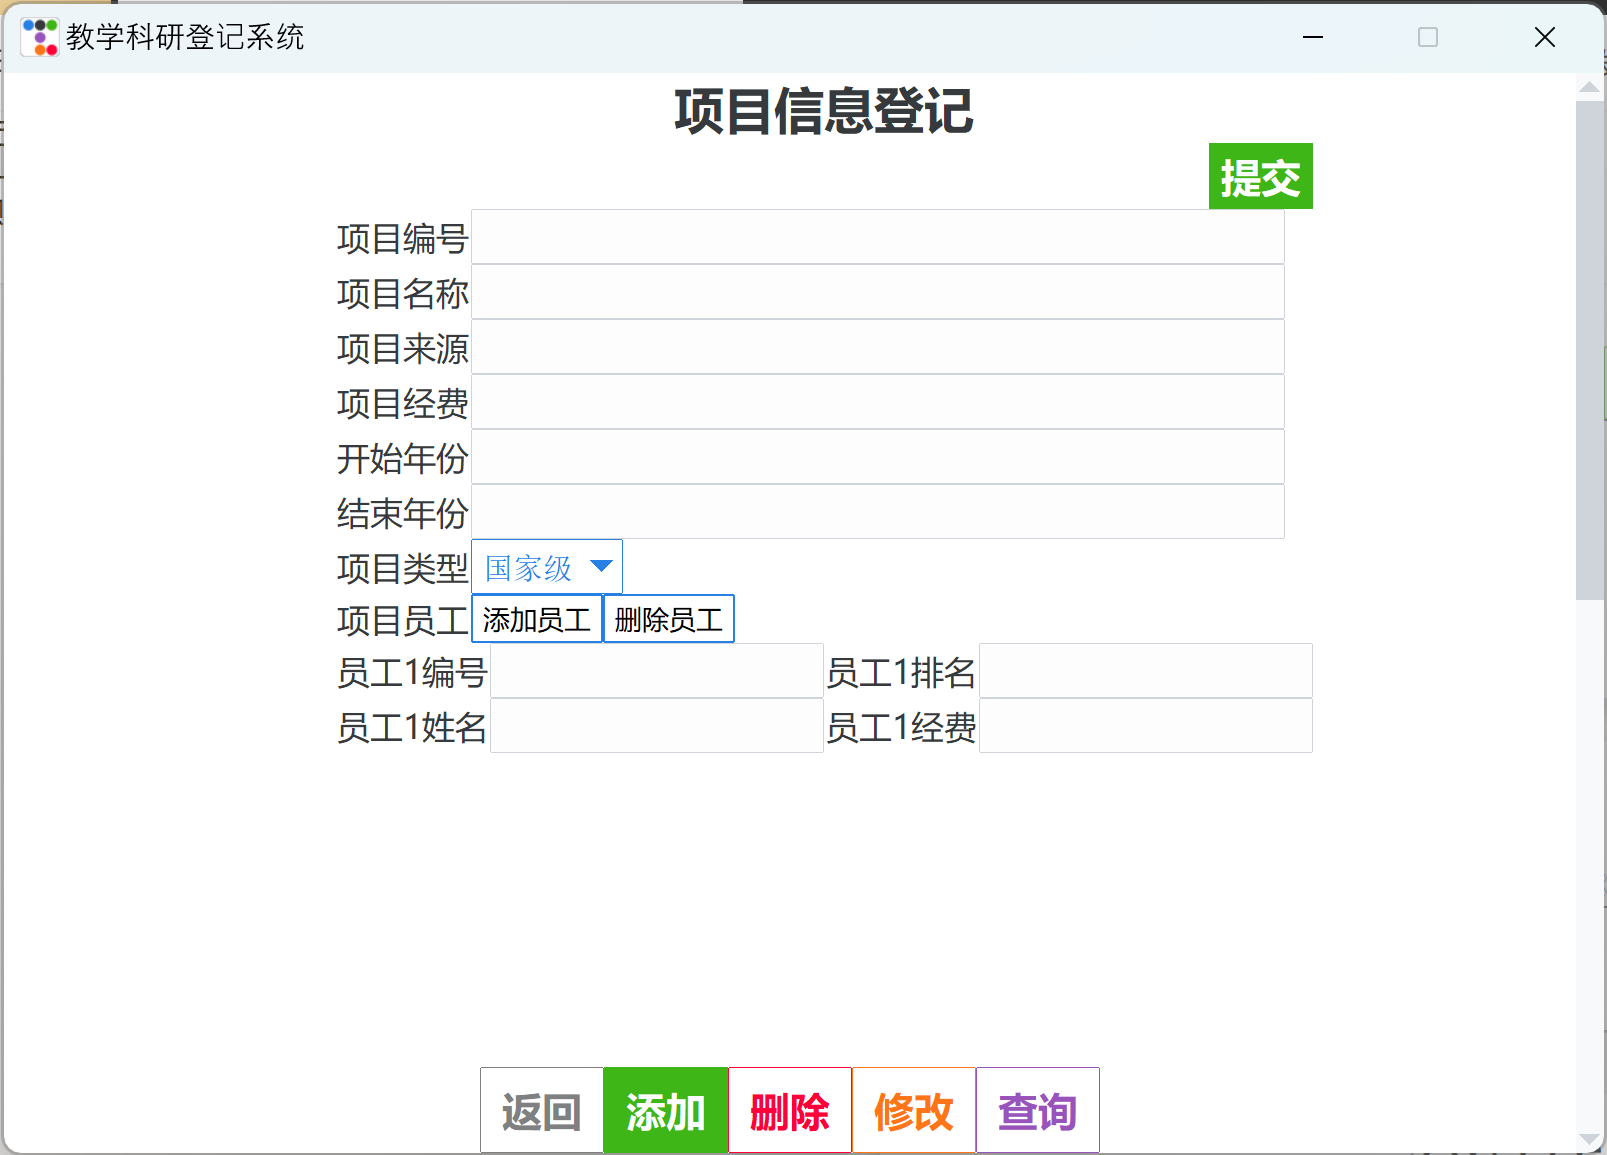 教学科研登记系统
项目信息登记
提交
项目编号
项目名称
项目来源
项目经费
开始年份
结束年份
项目类型 国家级
项目员工 添加员工 删除员工
员工1编号 员工1排名
员工1姓名 员工1经费
返回 添加 删除 修改 查询